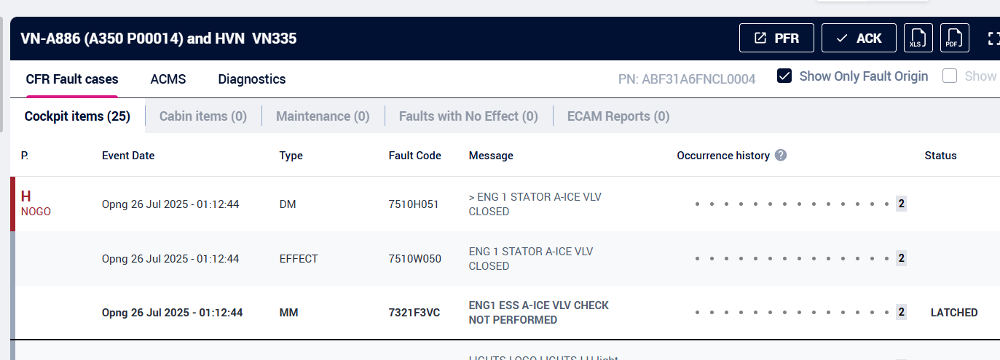 VN-A886 (A350 P00014) and HVN VN335
PFR
ACK
XLS
PDF
CFR Fault cases
ACMS
Diagnostics
PN: ABF31A6FNCL0004
Show Only Fault Origin
Show
Cockpit items (25)
Cabin items (0)
Maintenance (0)
Faults with No Effect (0)
ECAM Reports (0)
P. Event Date Type Fault Code Message Occurrence history ? Status
H
NOGO
Opng 26 Jul 2025 - 01:12:44 DM 7510H051
> ENG 1 STATOR A-ICE VLV
CLOSED
2
Opng 26 Jul 2025 - 01:12:44 EFFECT 7510W050
ENG 1 STATOR A-ICE VLV
CLOSED
2
Opng 26 Jul 2025 - 01:12:44 MM 7321F3VC
ENG1 ESS A-ICE VLV CHECK
NOT PERFORMED
2 LATCHED